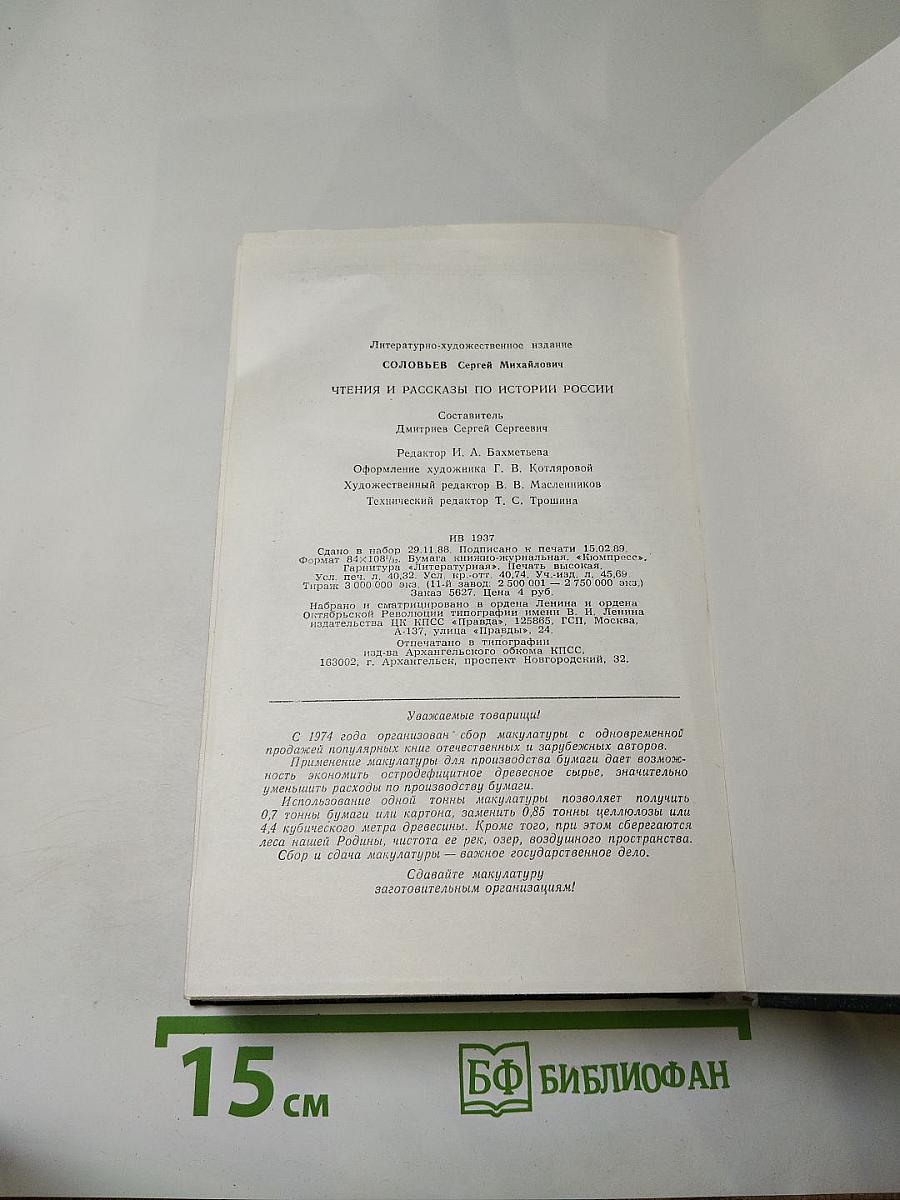 Литературно-художественное издание
СОЛОВЬЕВ Сергей Михайлович
ЧТЕНИЯ И РАССКАЗЫ ПО ИСТОРИИ РОССИИ
Составитель
Дмитриев Сергей Сергеевич
Редактор И. А. Бахметьева
Оформление художника Г. В. Котляровой
Художественный редактор В. В. Масленников
Технический редактор Т. С. Трошина
ИВ 1937
Сдано в набор 29.11.88. Подписано к печати 15.02.89.
Формат 84×108¹/₃₂. Бумага книжно-журнальная. «Кюмпресс».
Гарнитура «Литературная». Печать высокая.
Усл. печ. л. 40,32. Усл. кр.-отт. 40,74. Уч.-изд. л. 45,69
Тираж 3 000 000 экз. (11-й завод: 2 500 001 — 2 750 000 экз.)
Заказ 5627. Цена 4 руб.
Набрано и сматрицировано в ордена Ленина и ордена
Октябрьской Революции типографии имени В. И. Ленина
издательства ЦК КПСС «Правда», 125865, ГСП, Москва,
А-137, улица «Правды», 24.
Отпечатано в типографии
изд-ва Архангельского обкома КПСС,
163002, г. Архангельск, проспект Новгородский, 32.
Уважаемые товарищи!
С 1974 года организован сбор макулатуры с одновременной
продажей популярных книг отечественных и зарубежных авторов.
Применение макулатуры для производства бумаги дает возмож-
ность экономить остродефицитное древесное сырье, значительно
уменьшить расходы по производству бумаги.
Использование одной тонны макулатуры позволяет получить
0,7 тонны бумаги или картона, заменить 0,85 тонны целлюлозы или
4,4 кубического метра древесины. Кроме того, при этом сберегаются
леса нашей Родины, чистота ее рек, озер, воздушного пространства.
Сбор и сдача макулатуры — важное государственное дело.
Сдавайте макулатуру
заготовительным организациям!
15 см
БФ БИБЛИОФАН